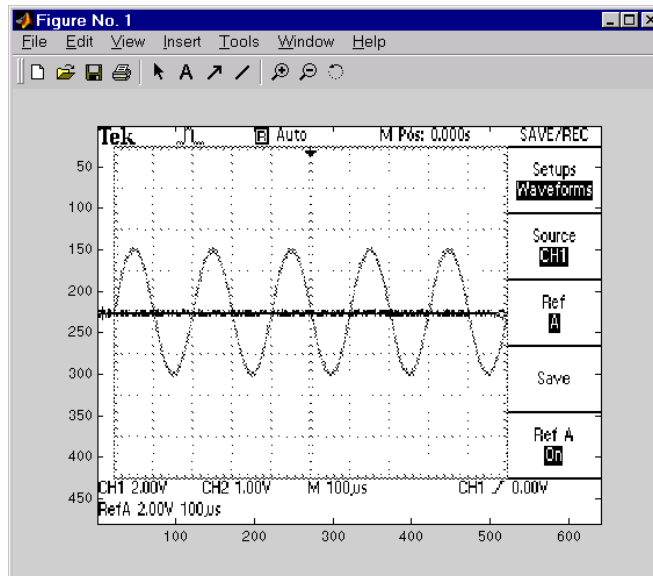 Figure No. 1
File Edit View Insert Tools Window Help
A
Tek R Auto M Pos: 0.000s SAVE/REC
50
100
150
200
250
300
350
400
450
Setups
Waveforms
Source
CH1
Ref
A
Save
Ref A
On
CH1 2.00V CH2 1.00V M 100µs CH1 0.00V
RefA 2.00V 100µs
100 200 300 400 500 600